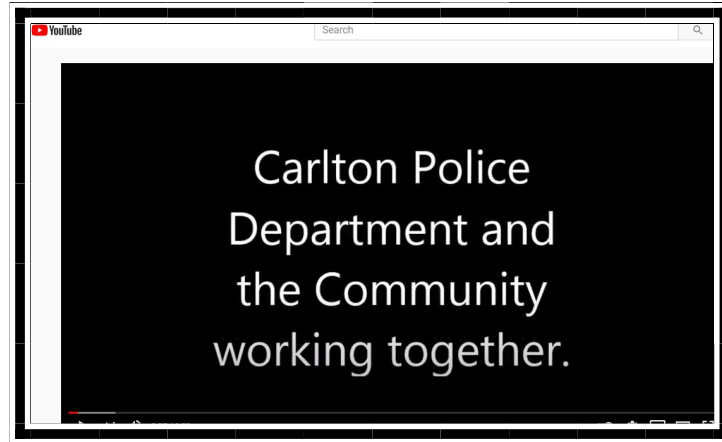 YouTube
Search
Carlton Police
Department and
the Community
working together.